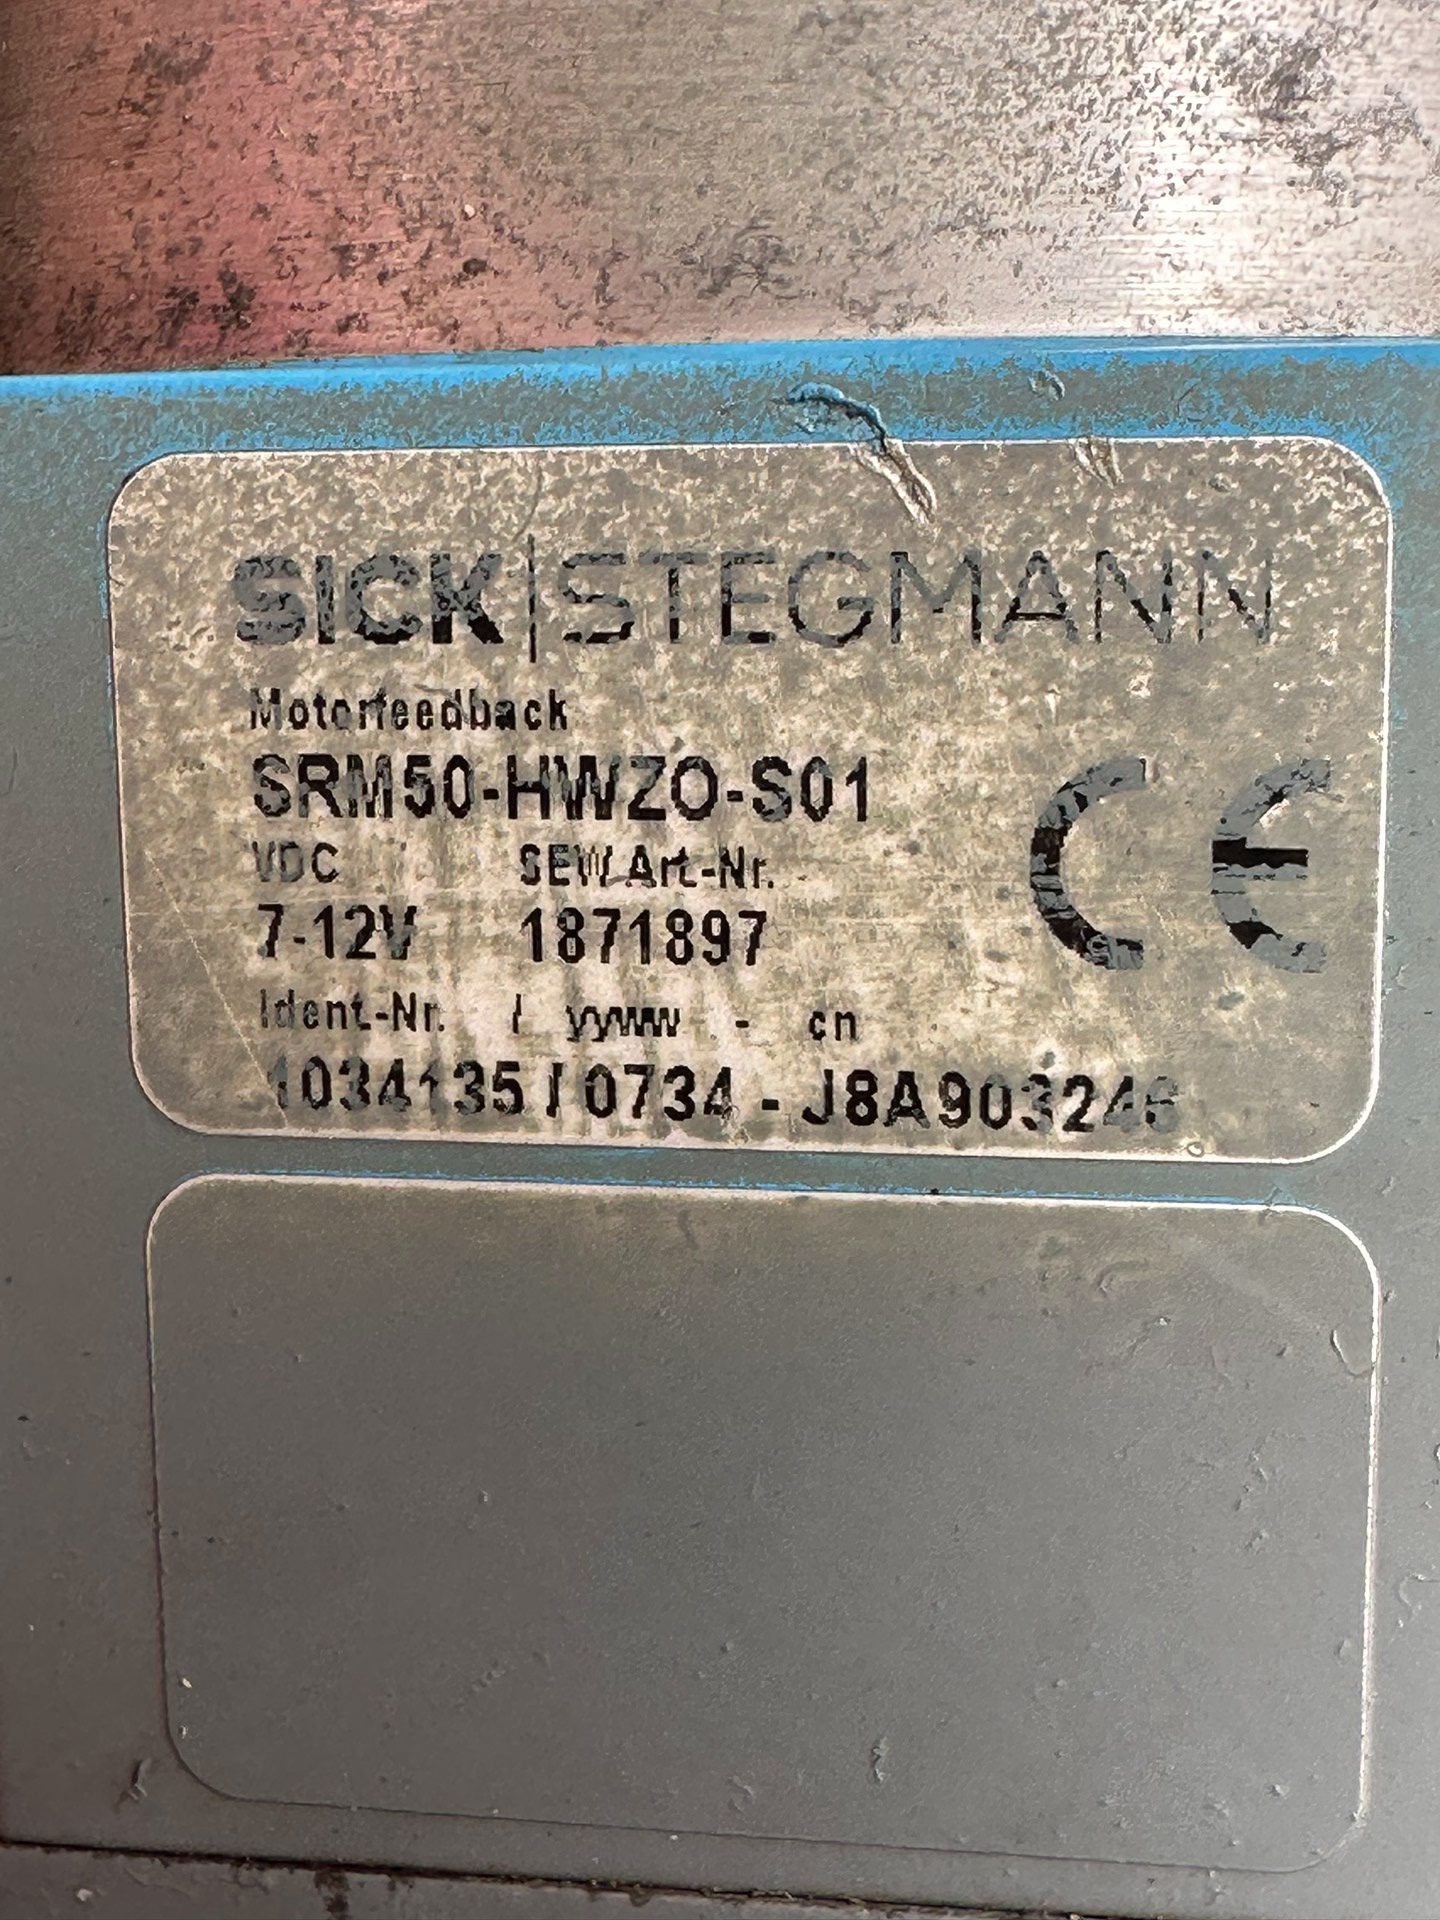 SICK|STEGMANN
Motorfeedback
SRM50-HWZO-S01
VDC SEW Art.-Nr.
7-12V 1871897
Ident.-Nr. / yyww - cn
1034135 / 0734 - J8A903246
CE